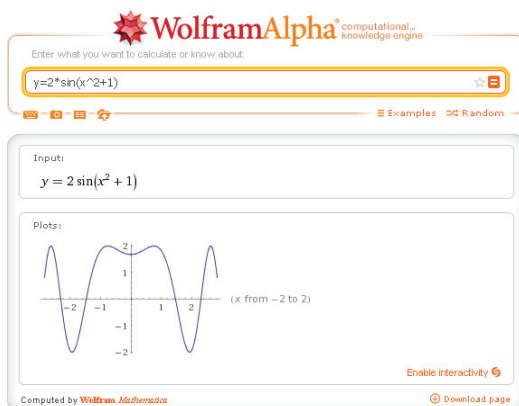 WolframAlpha computational... knowledge engine
Enter what you want to calculate or know about:
y=2*sin(x^2+1)
Examples Random
Input:
y = 2 sin(x² + 1)
Plots:
2
1
−2 −1 1 2
−1
−2
(x from −2 to 2)
Enable interactivity
Computed by Wolfram Mathematica
Download page